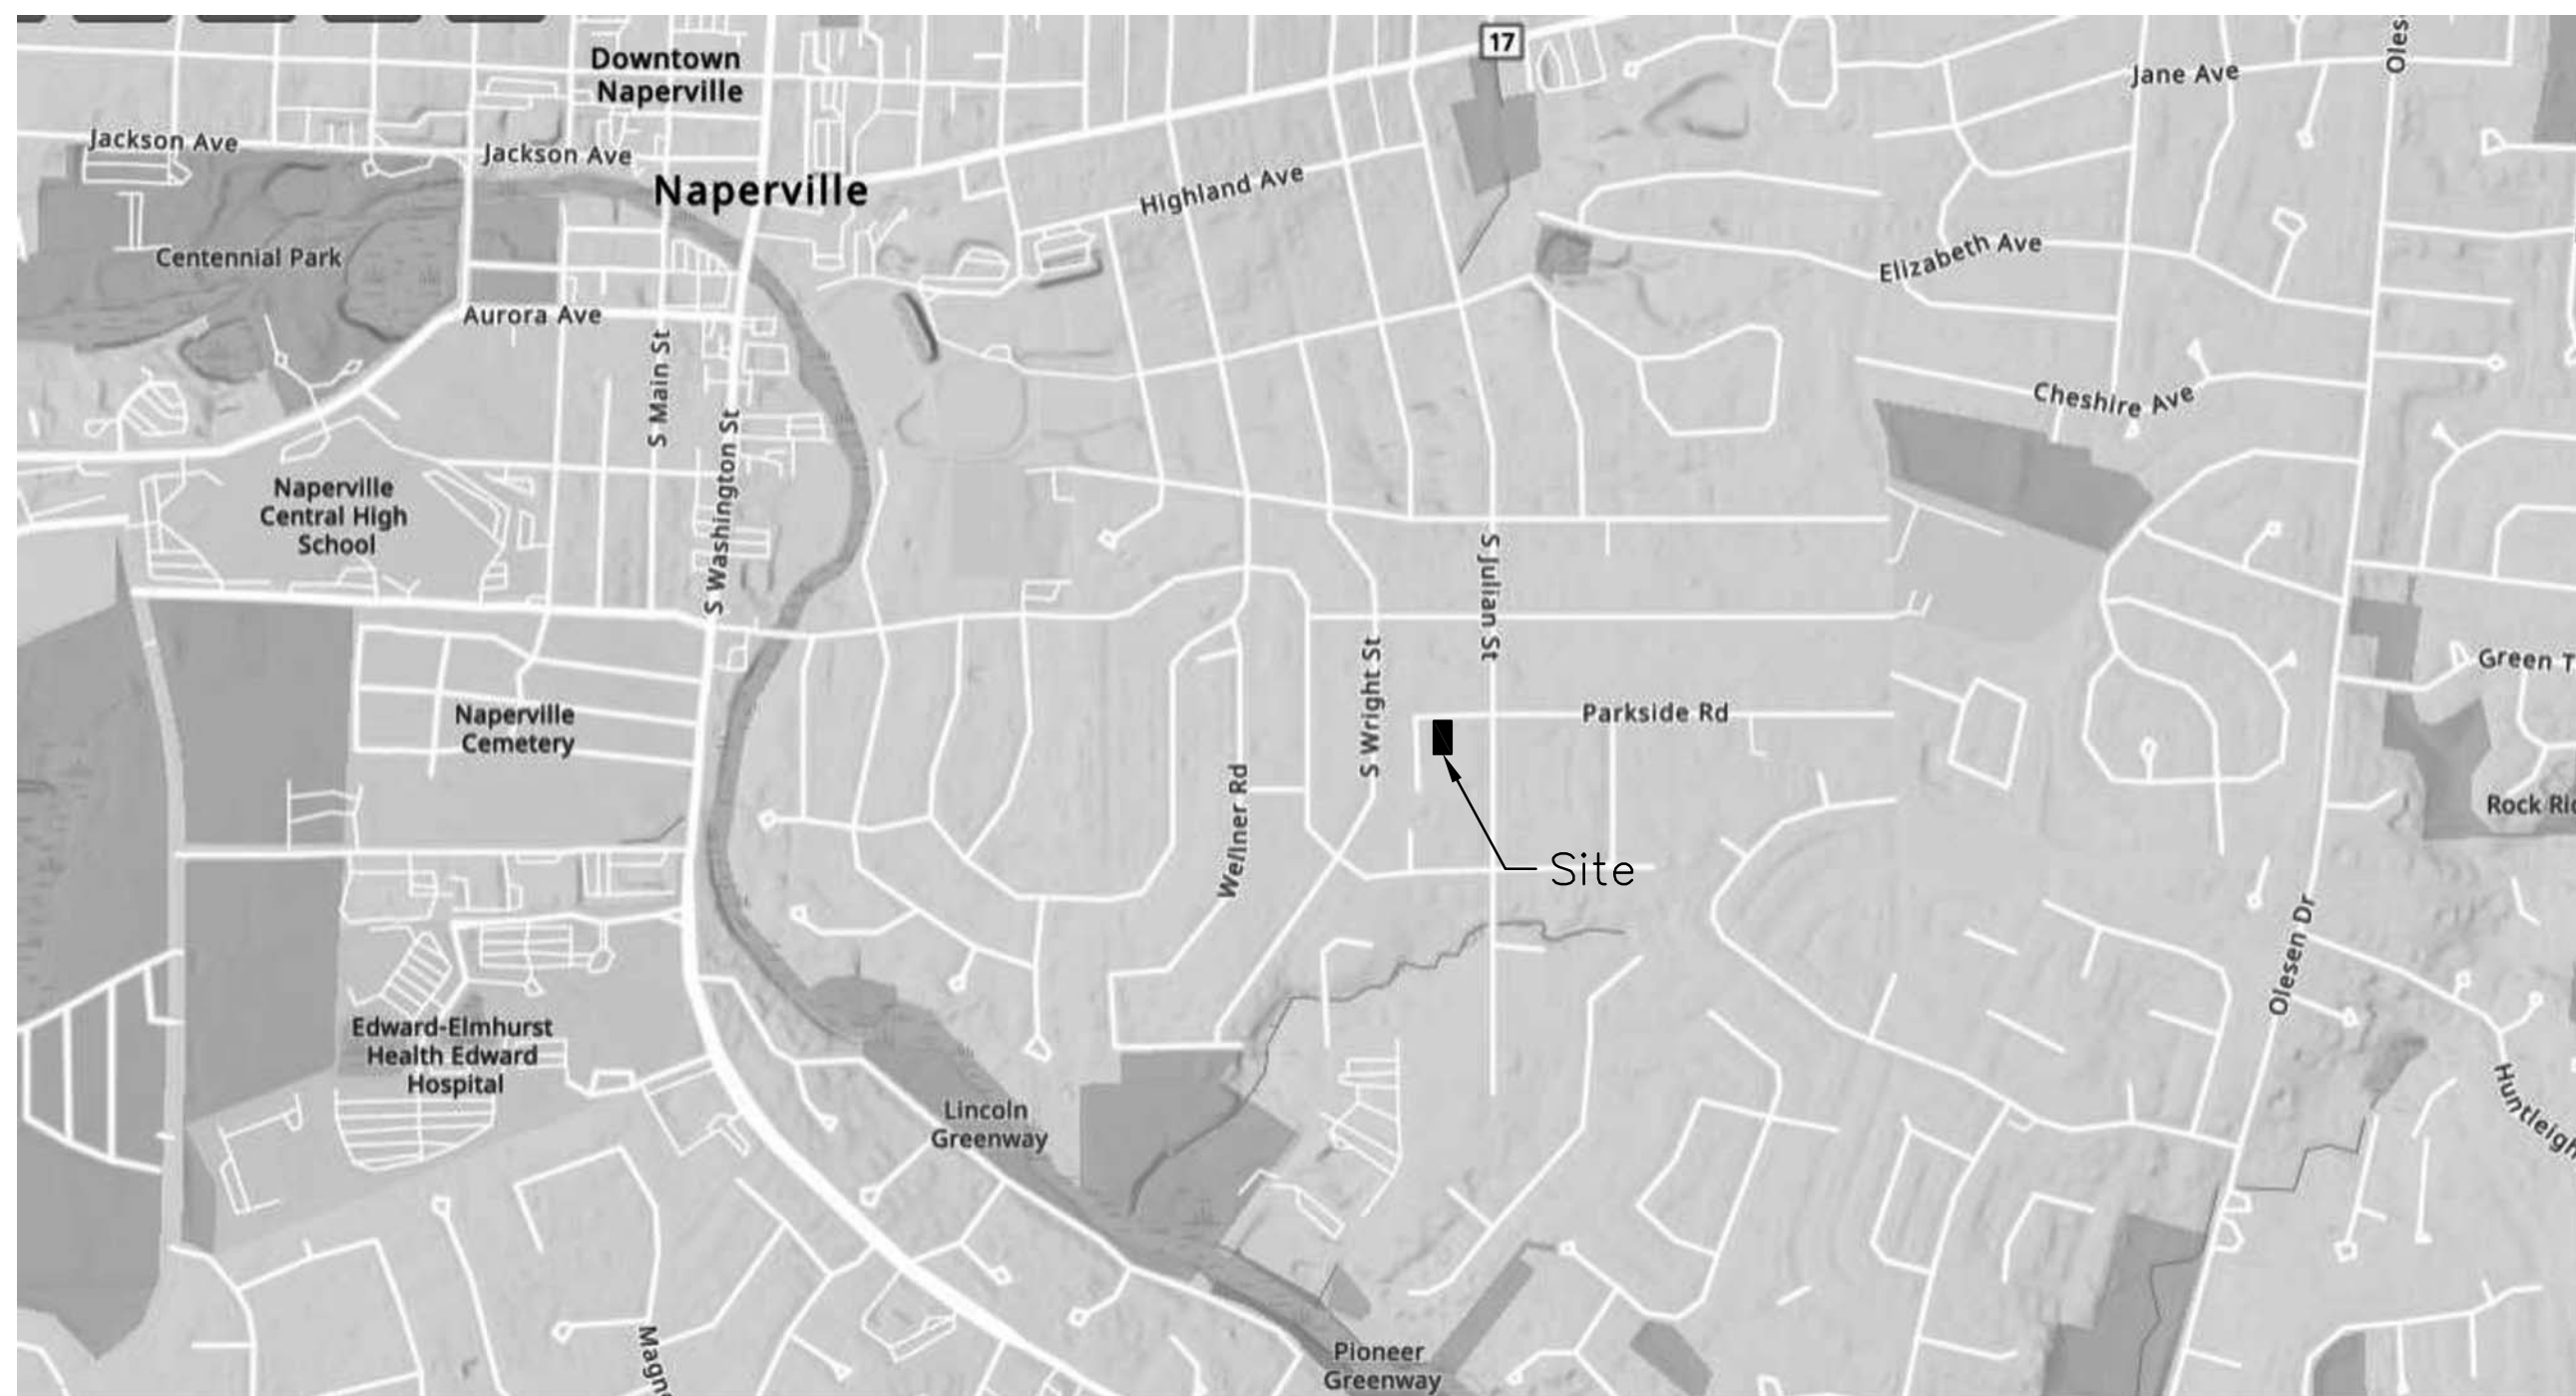 17
Downtown
Naperville
Jane Ave
Jackson Ave
Jackson Ave
Naperville
Highland Ave
Centennial Park
Elizabeth Ave
Aurora Ave
S Main St
Cheshire Ave
S Washington St
Naperville
Central High
School
S Julian St
Green T
S Wright St
Parkside Rd
Naperville
Cemetery
Wellner Rd
Rock Ri
Site
Olesen Dr
Edward-Elmhurst
Health Edward
Hospital
Lincoln
Greenway
Huntleigh
Magn
Pioneer
Greenway
Oles